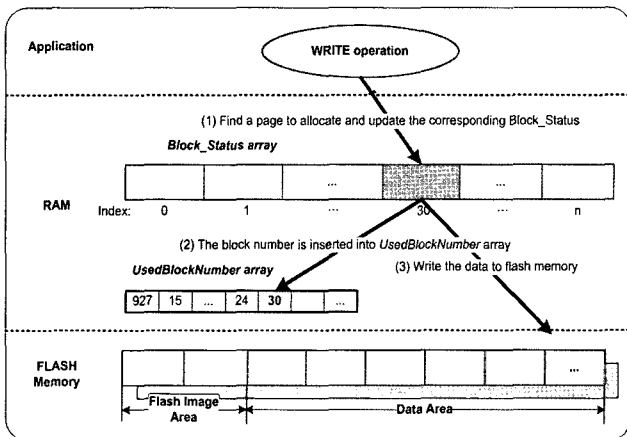 Application
WRITE operation
(1) Find a page to allocate and update the corresponding Block_Status
Block_Status array
... ...
RAM
Index: 0 1 ... 30 ... n
(2) The block number is inserted into UsedBlockNumber array
UsedBlockNumber array
(3) Write the data to flash memory
927 15 ... 24 30 ...
FLASH
Memory
...
Flash Image
Area
Data Area